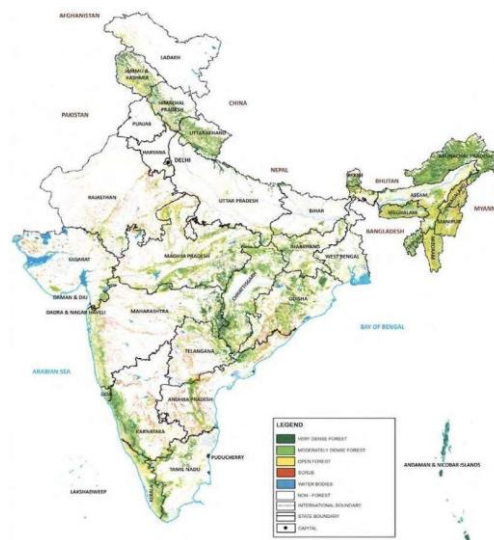 AFGHANISTAN
LADAKH
JAMMU &
KASHMIR
HIMACHAL
PRADESH
PAKISTAN
CHINA
PUNJAB
UTTARAKHAND
HARYANA
DELHI
NEPAL
ARUNACHAL PRADESH
SIKKIM
BHUTAN
RAJASTHAN
UTTAR PRADESH
ASSAM
BIHAR
MEGHALAYA
MANIPUR
BANGLADESH
JHARKHAND
WEST BENGAL
GUJARAT
MADHYA PRADESH
CHHATTISGARH
DAMAN & DIU
DADRA & NAGAR HAVELI
MAHARASHTRA
ODISHA
BAY OF BENGAL
TELANGANA
ARABIAN SEA
GOA
ANDHRA PRADESH
KARNATAKA
LEGEND
VERY DENSE FOREST
MODERATELY DENSE FOREST
OPEN FOREST
SCRUB
WATER BODIES
NON - FOREST
INTERNATIONAL BOUNDARY
STATE BOUNDARY
CAPITAL
PUDUCHERRY
TAMIL NADU
KERALA
LAKSHADWEEP
ANDAMAN & NICOBAR ISLANDS